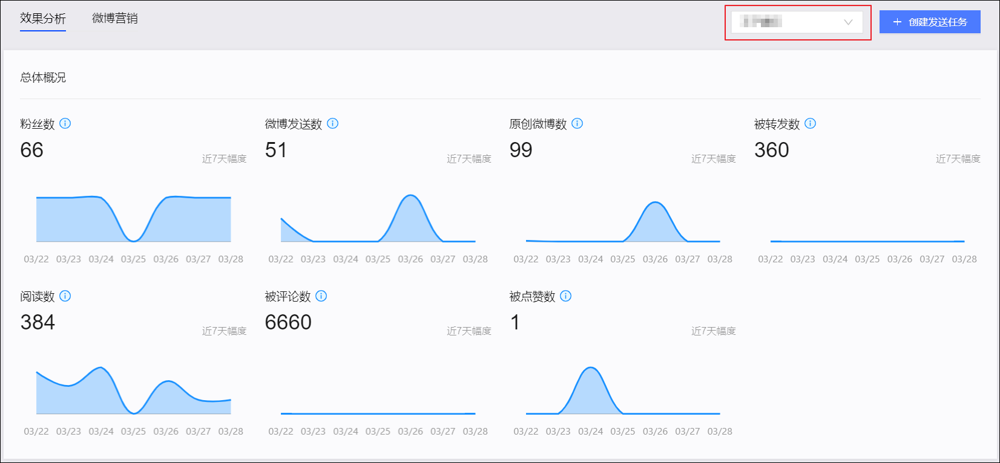 效果分析 微博营销
创建发送任务
总体概况
粉丝数 微博发送数 原创微博数 被转发数
66 51 99 360
近7天幅度 近7天幅度 近7天幅度 近7天幅度
03/22 03/23 03/24 03/25 03/26 03/27 03/28 03/22 03/23 03/24 03/25 03/26 03/27 03/28 03/22 03/23 03/24 03/25 03/26 03/27 03/28 03/22 03/23 03/24 03/25 03/26 03/27 03/28
阅读数 被评论数 被点赞数
384 6660 1
近7天幅度 近7天幅度 近7天幅度
03/22 03/23 03/24 03/25 03/26 03/27 03/28 03/22 03/23 03/24 03/25 03/26 03/27 03/28 03/22 03/23 03/24 03/25 03/26 03/27 03/28